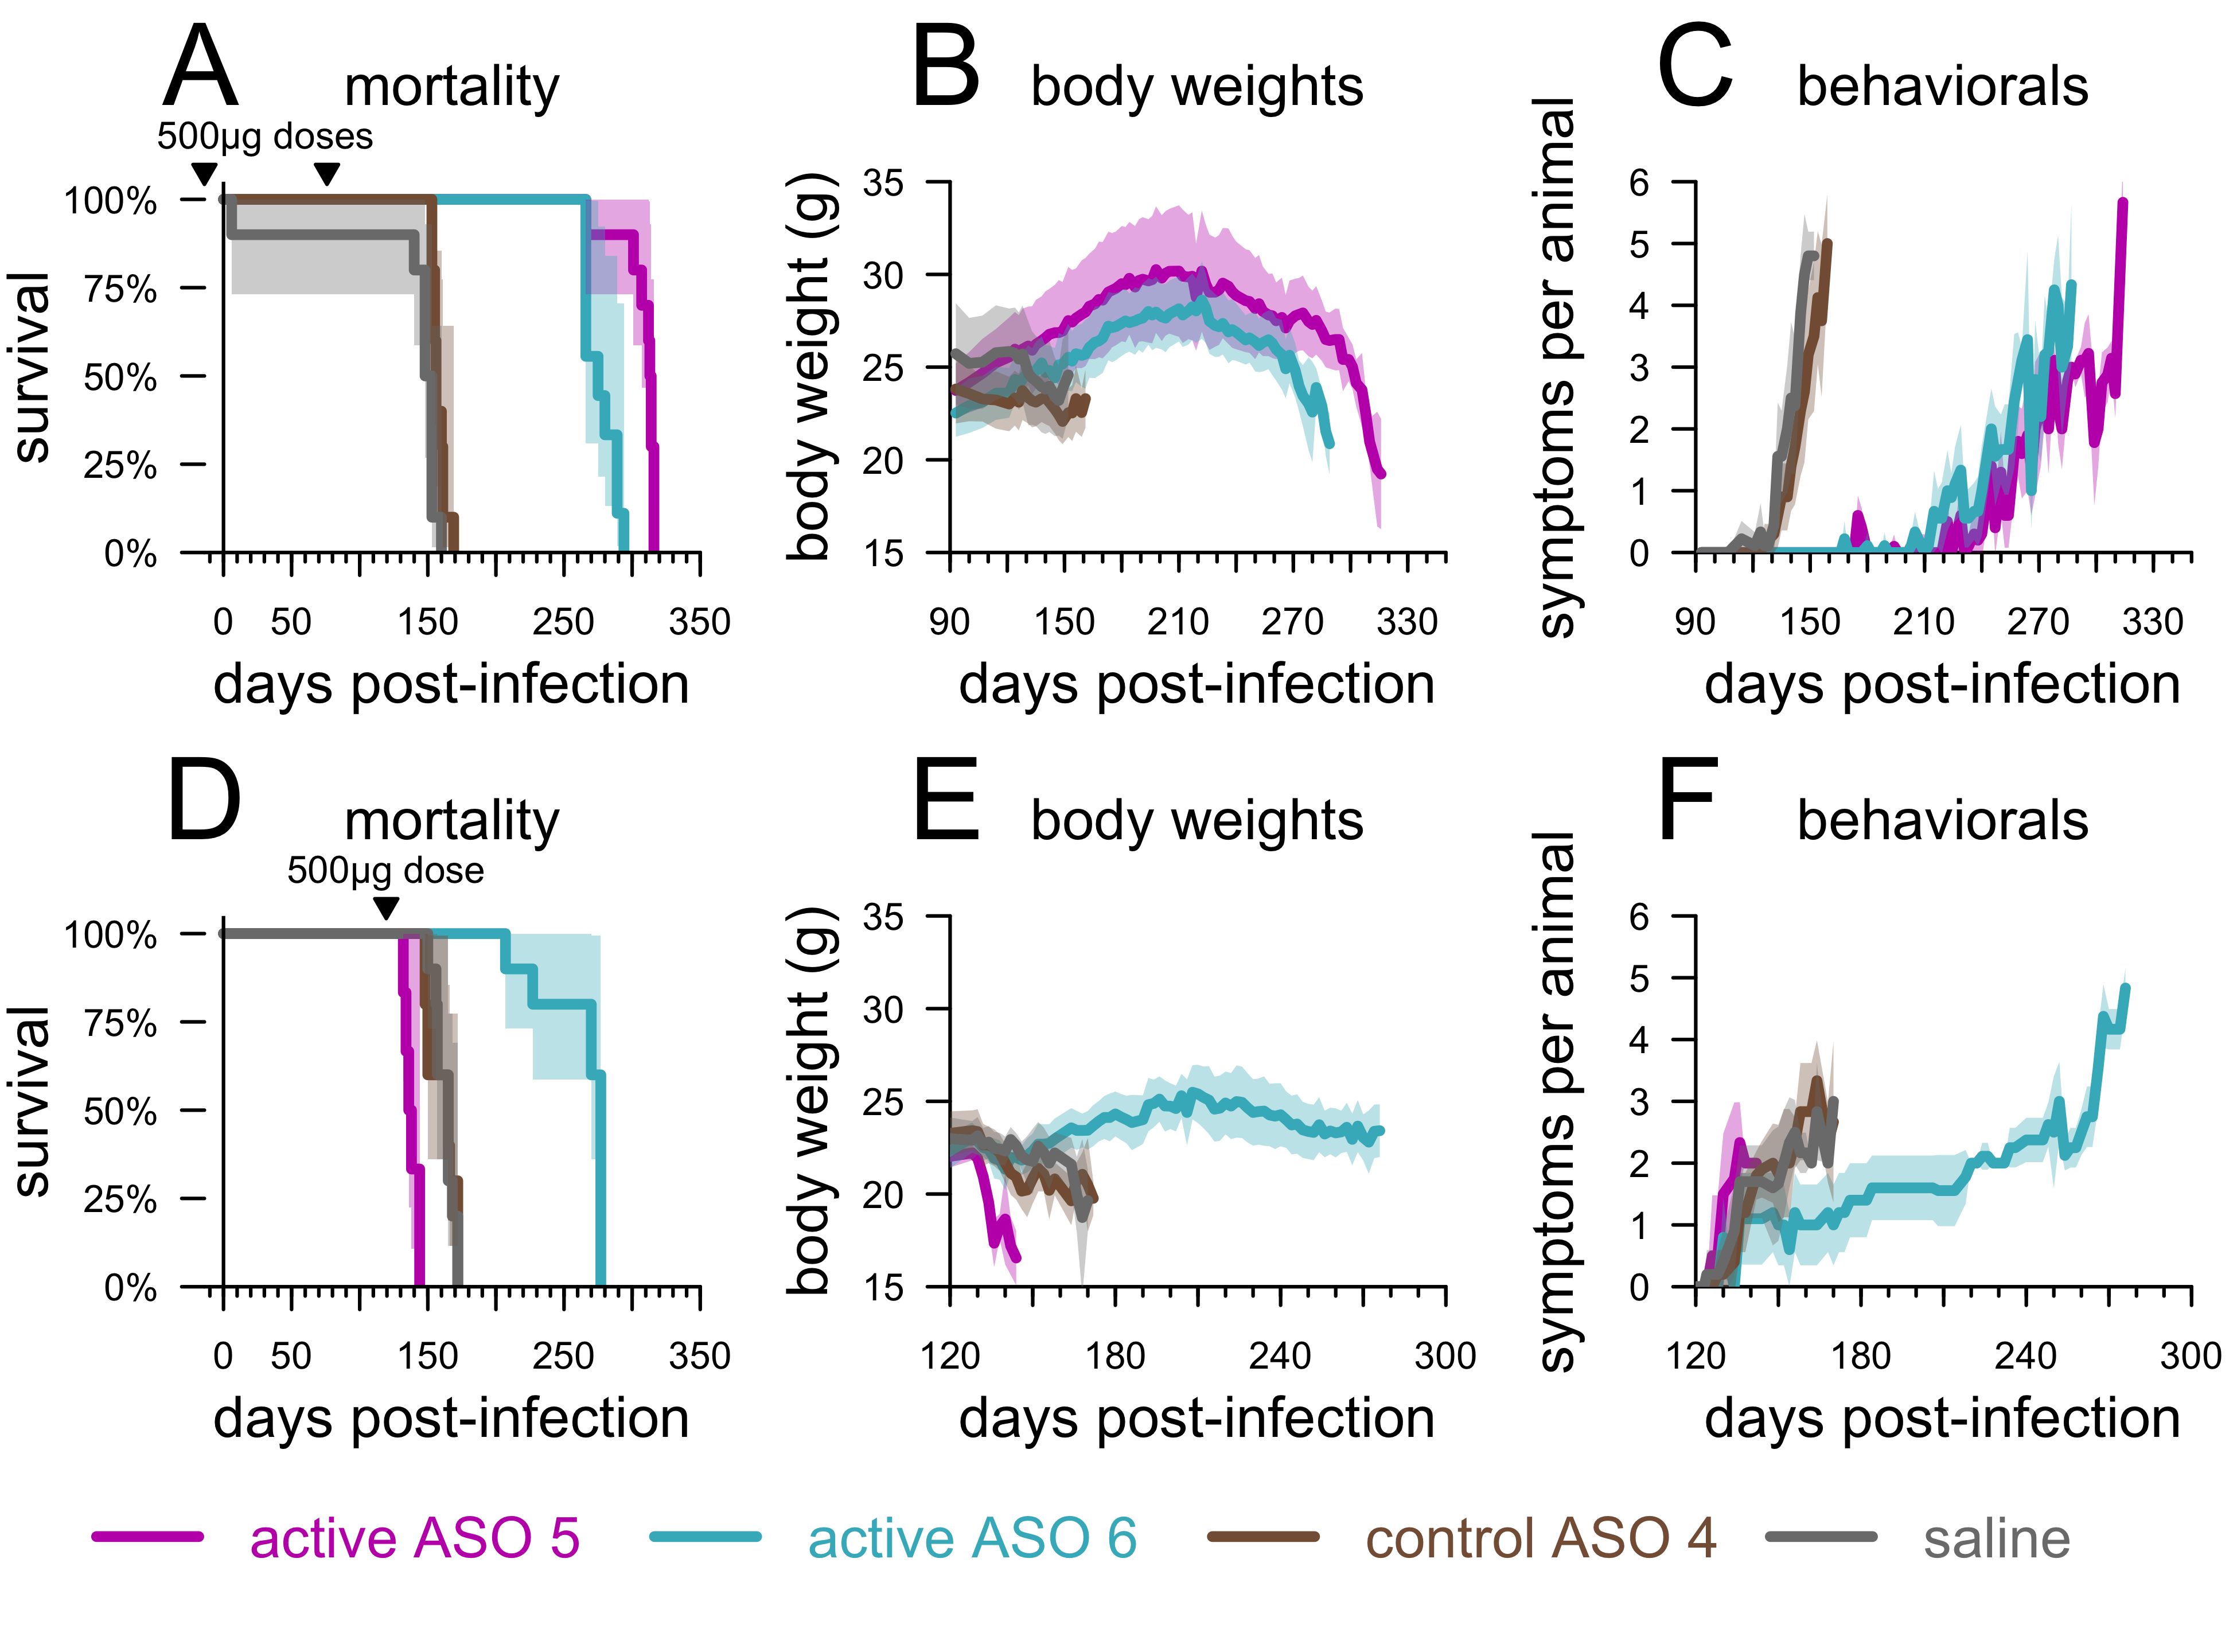 A mortality
500µg doses
survival
100%
75%
50%
25%
0%
0 50 150 250 350
days post-infection
B body weights
body weight (g)
35
30
25
20
15
90 150 210 270 330
days post-infection
C behaviorals
symptoms per animal
6
5
4
3
2
1
0
90 150 210 270 330
days post-infection
D mortality
500µg dose
survival
100%
75%
50%
25%
0%
0 50 150 250 350
days post-infection
E body weights
body weight (g)
35
30
25
20
15
120 180 240 300
days post-infection
F behaviorals
symptoms per animal
6
5
4
3
2
1
0
120 180 240 300
days post-infection
active ASO 5 active ASO 6 control ASO 4 saline